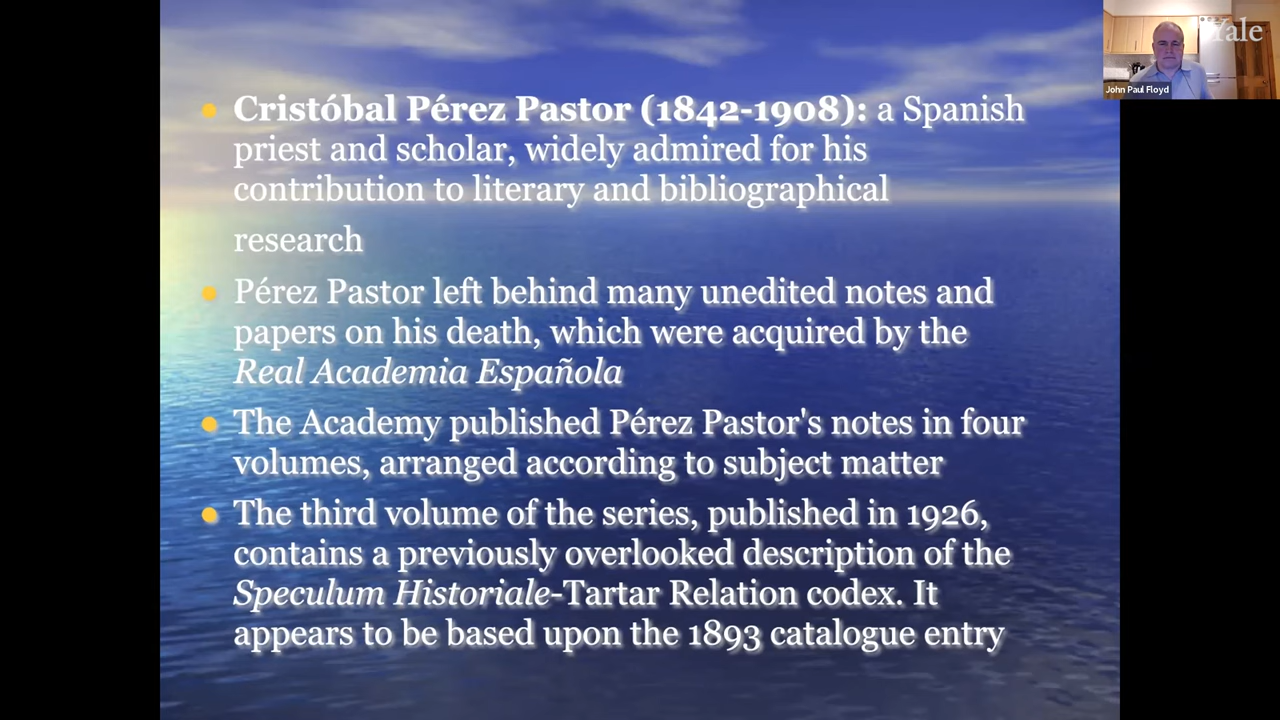 Cristóbal Pérez Pastor (1842-1908): a Spanish
priest and scholar, widely admired for his
contribution to literary and bibliographical
research
Pérez Pastor left behind many unedited notes and
papers on his death, which were acquired by the
Real Academia Española
The Academy published Pérez Pastor's notes in four
volumes, arranged according to subject matter
The third volume of the series, published in 1926,
contains a previously overlooked description of the
Speculum Historiale-Tartar Relation codex. It
appears to be based upon the 1893 catalogue entry
Yale
John Paul Floyd